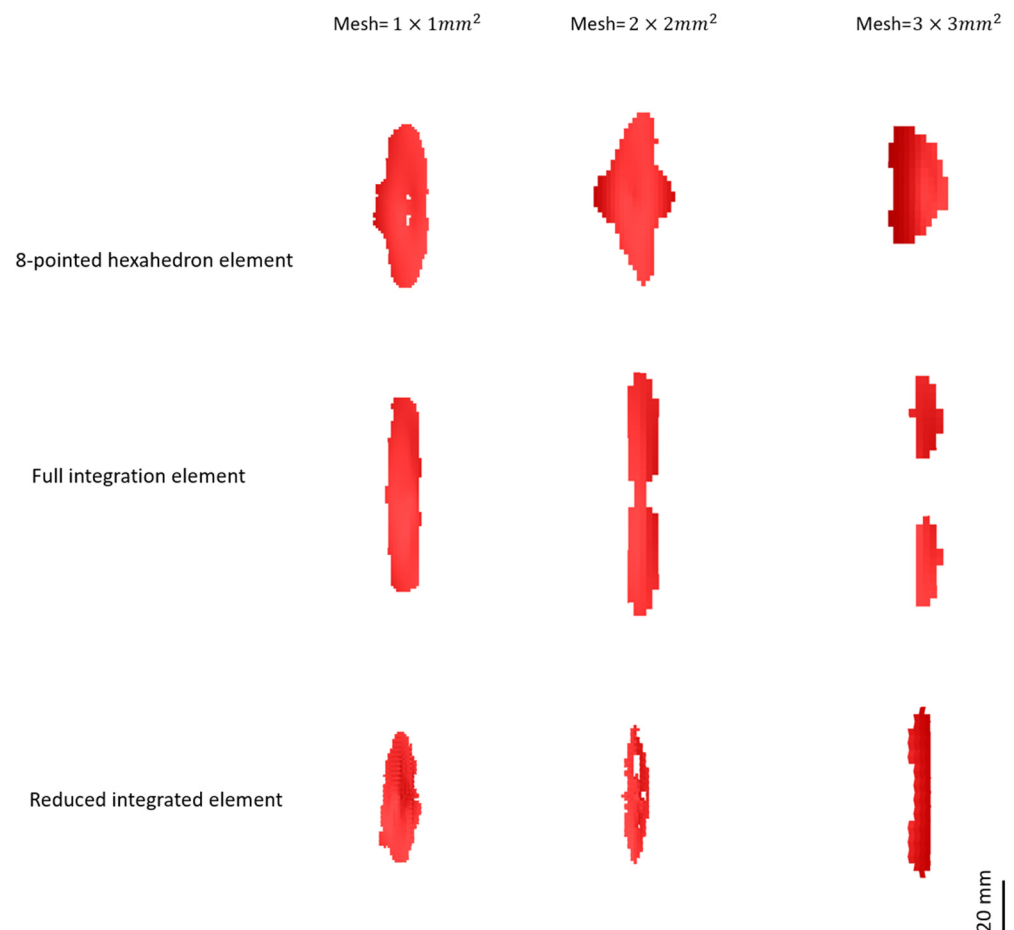 Mesh= 1 × 1mm² Mesh= 2 × 2mm² Mesh=3 × 3mm²
8-pointed hexahedron element
Full integration element
Reduced integrated element
20 mm